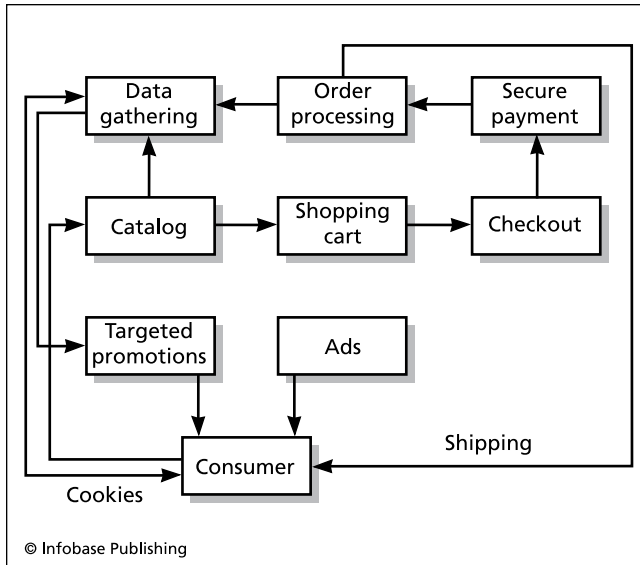 Data
gathering
Order
processing
Secure
payment
Catalog
Shopping
cart
Checkout
Targeted
promotions
Ads
Consumer
Shipping
Cookies
© Infobase Publishing